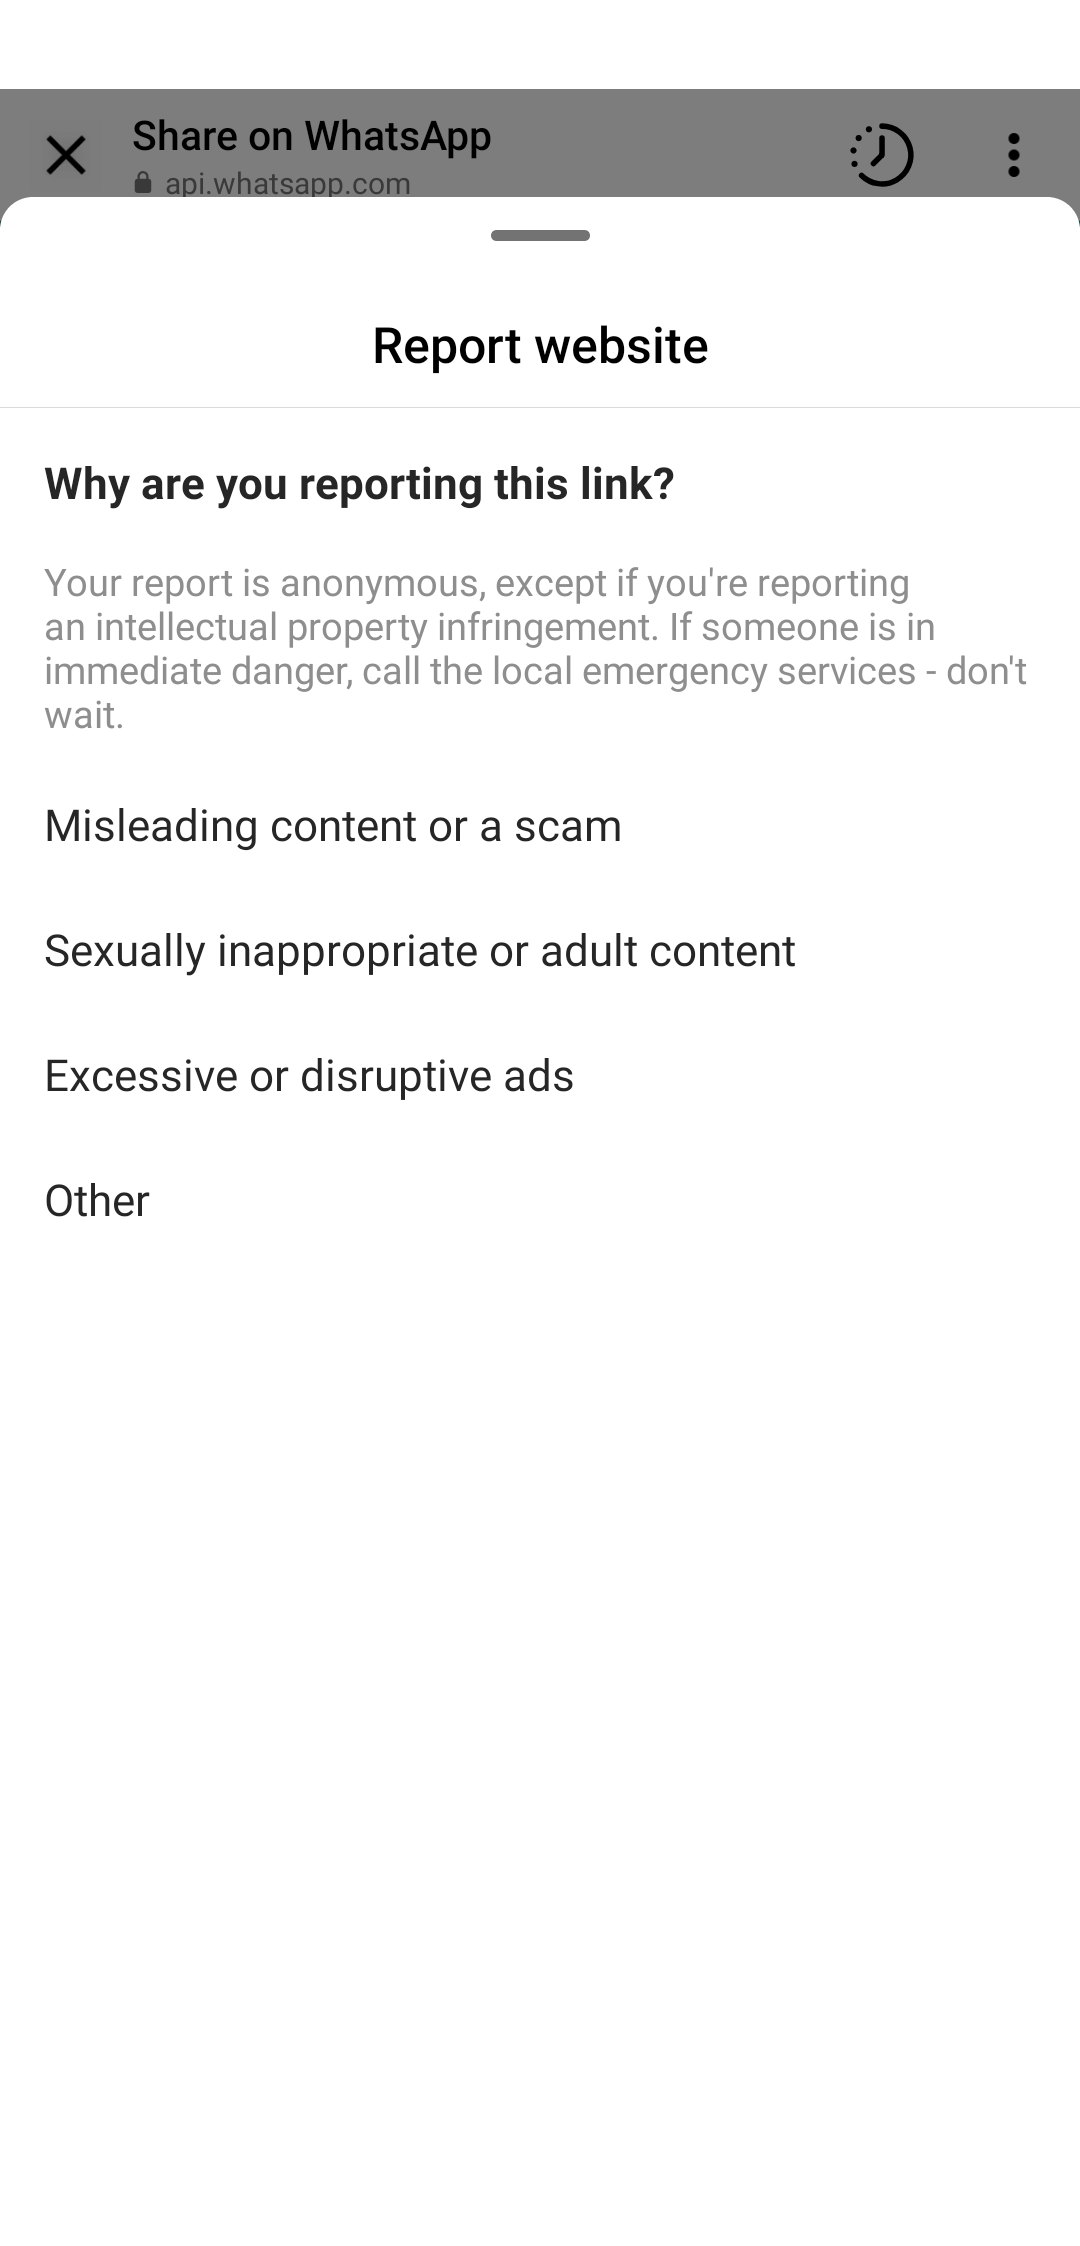 Share on WhatsApp
api.whatsapp.com
Report website
Why are you reporting this link?
Your report is anonymous, except if you're reporting
an intellectual property infringement. If someone is in
immediate danger, call the local emergency services - don't
wait.
Misleading content or a scam
Sexually inappropriate or adult content
Excessive or disruptive ads
Other